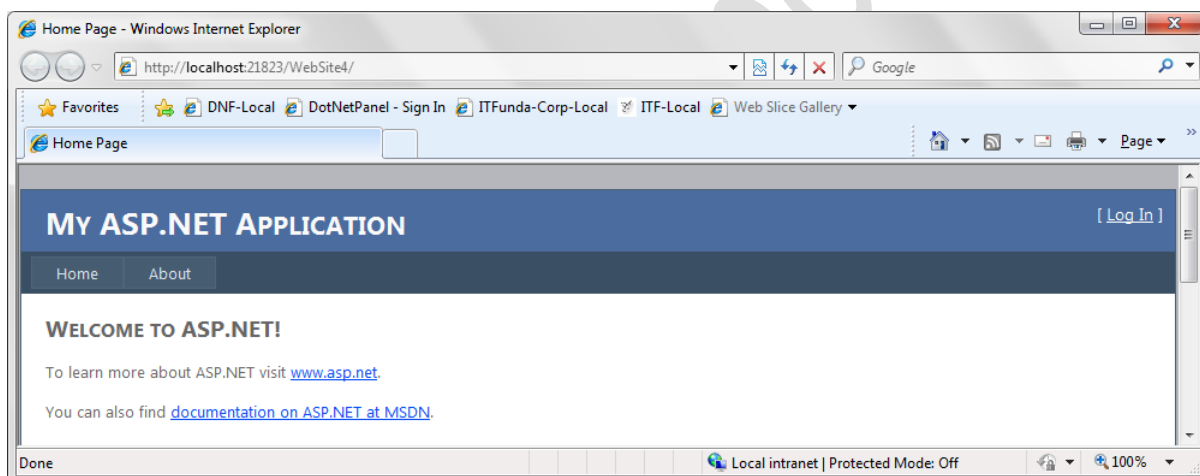 Home Page - Windows Internet Explorer
http://localhost:21823/WebSite4/
Google
Favorites DNF-Local DotNetPanel - Sign In ITFunda-Corp-Local ITF-Local Web Slice Gallery
Home Page
Page
MY ASP.NET APPLICATION
[ Log In ]
Home About
WELCOME TO ASP.NET!
To learn more about ASP.NET visit www.asp.net.
You can also find documentation on ASP.NET at MSDN.
Done
Local intranet | Protected Mode: Off
100%